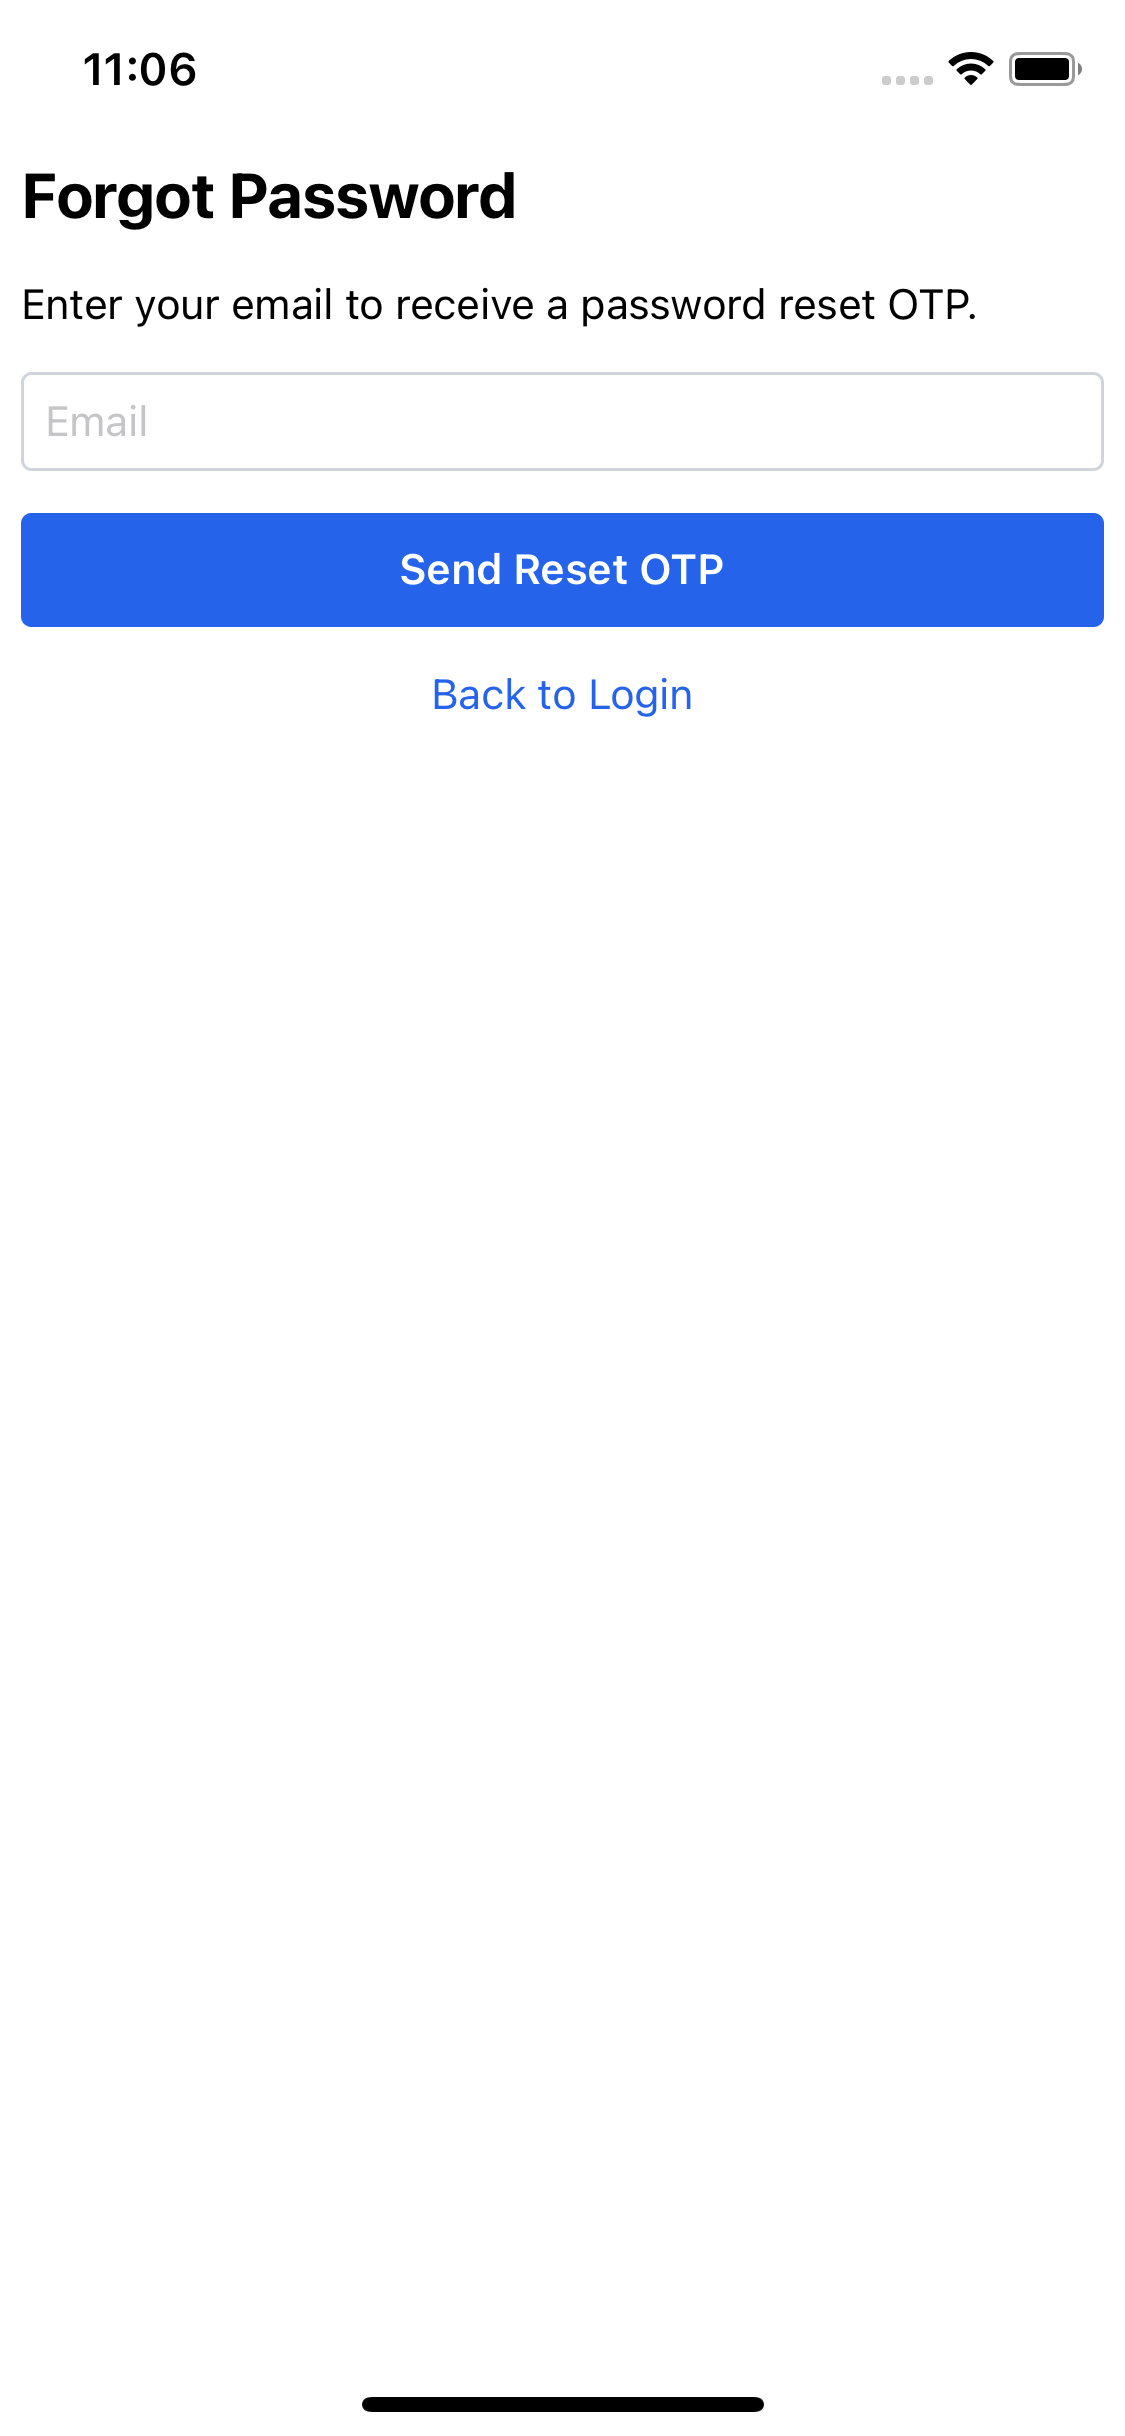 11:06
Forgot Password
Enter your email to receive a password reset OTP.
Email
Send Reset OTP
Back to Login